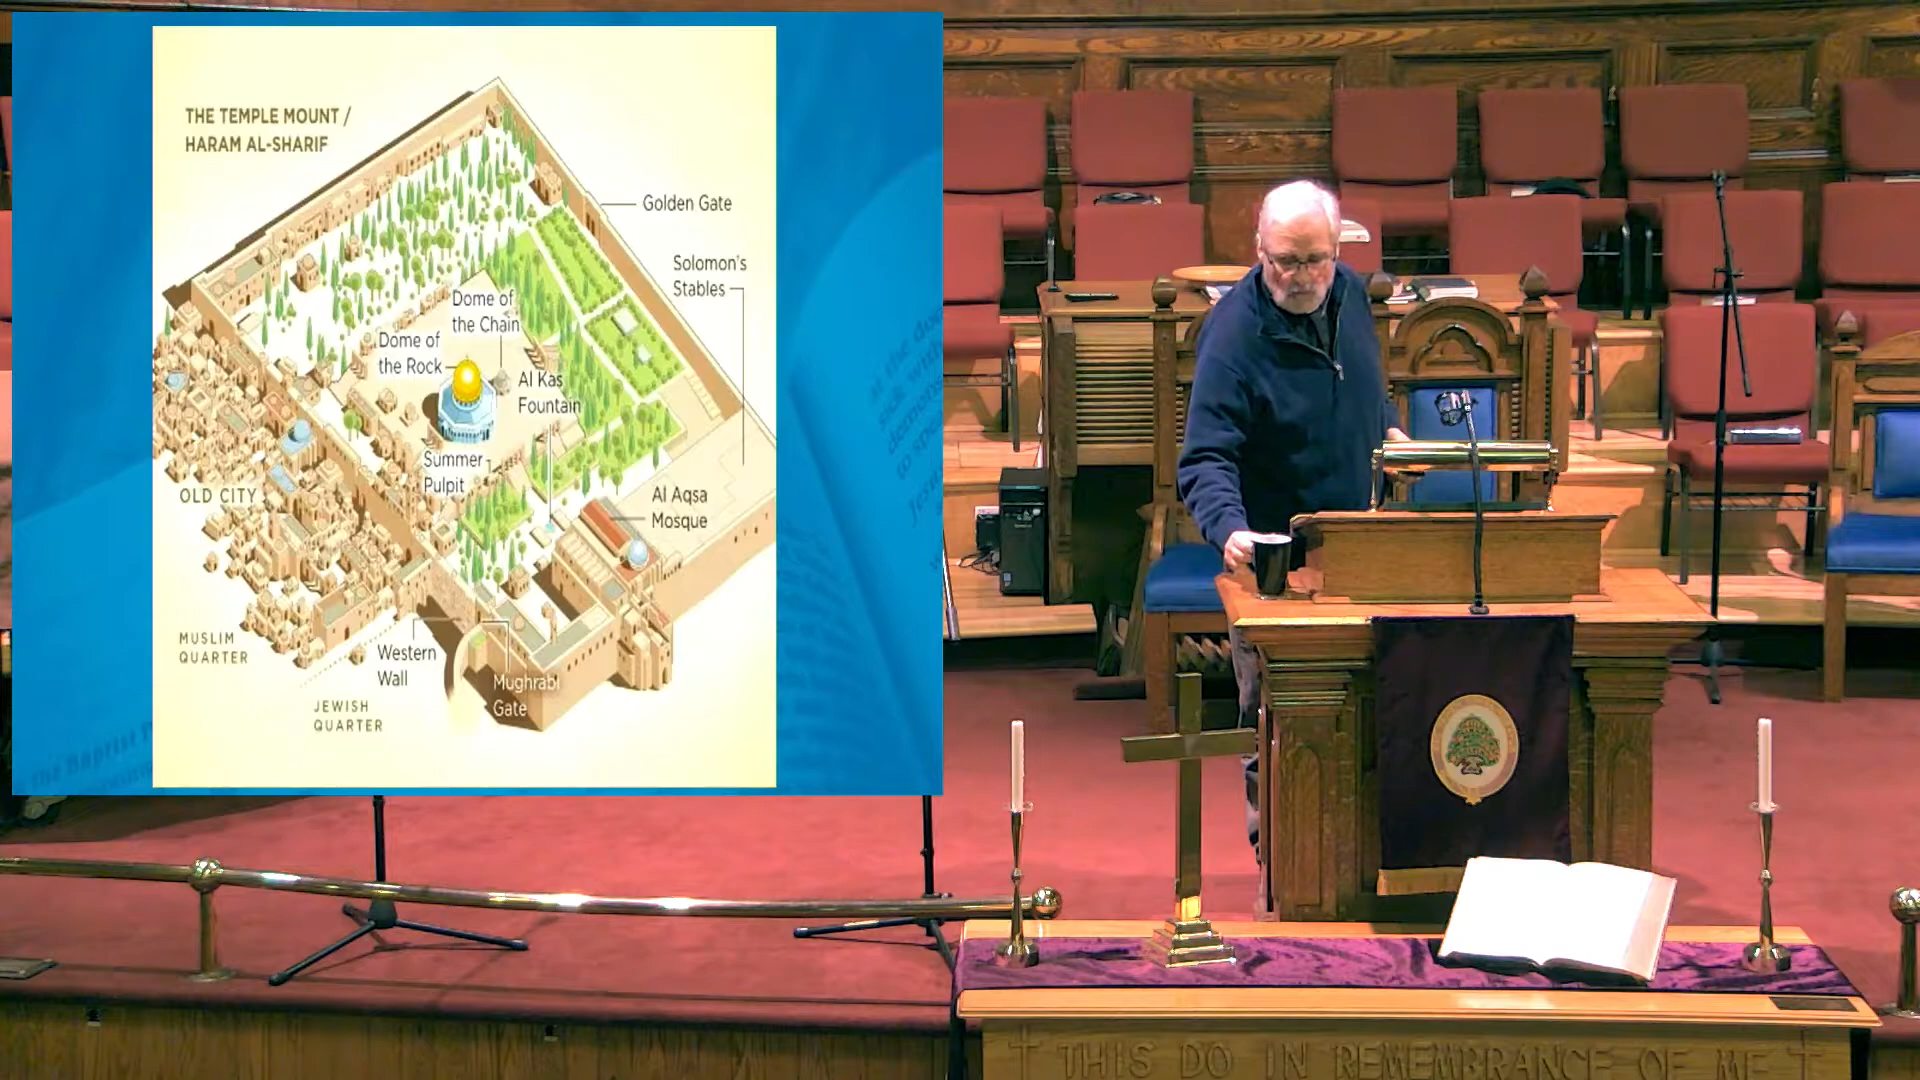 THE TEMPLE MOUNT /
HARAM AL-SHARIF
Golden Gate
Solomon's
Stables
Dome of
the Chain
Dome of
the Rock
Al Kas
Fountain
Summer
Pulpit
Al Aqsa
Mosque
OLD CITY
MUSLIM
QUARTER
Western
Wall
Mughrabi
Gate
JEWISH
QUARTER
the Baptist
THIS DO IN REMEMBRANCE OF ME